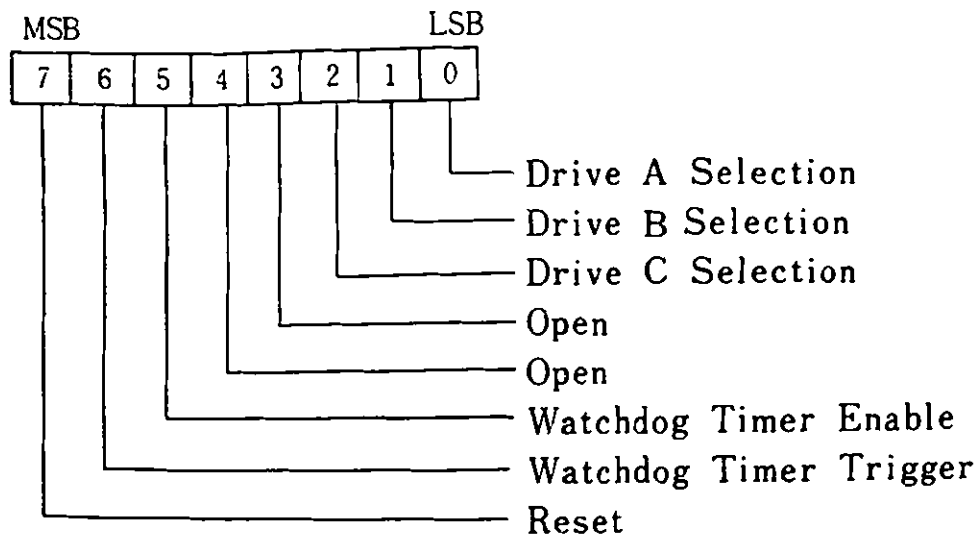 MSB LSB
7 6 5 4 3 2 1 0
Drive A Selection
Drive B Selection
Drive C Selection
Open
Open
Watchdog Timer Enable
Watchdog Timer Trigger
Reset